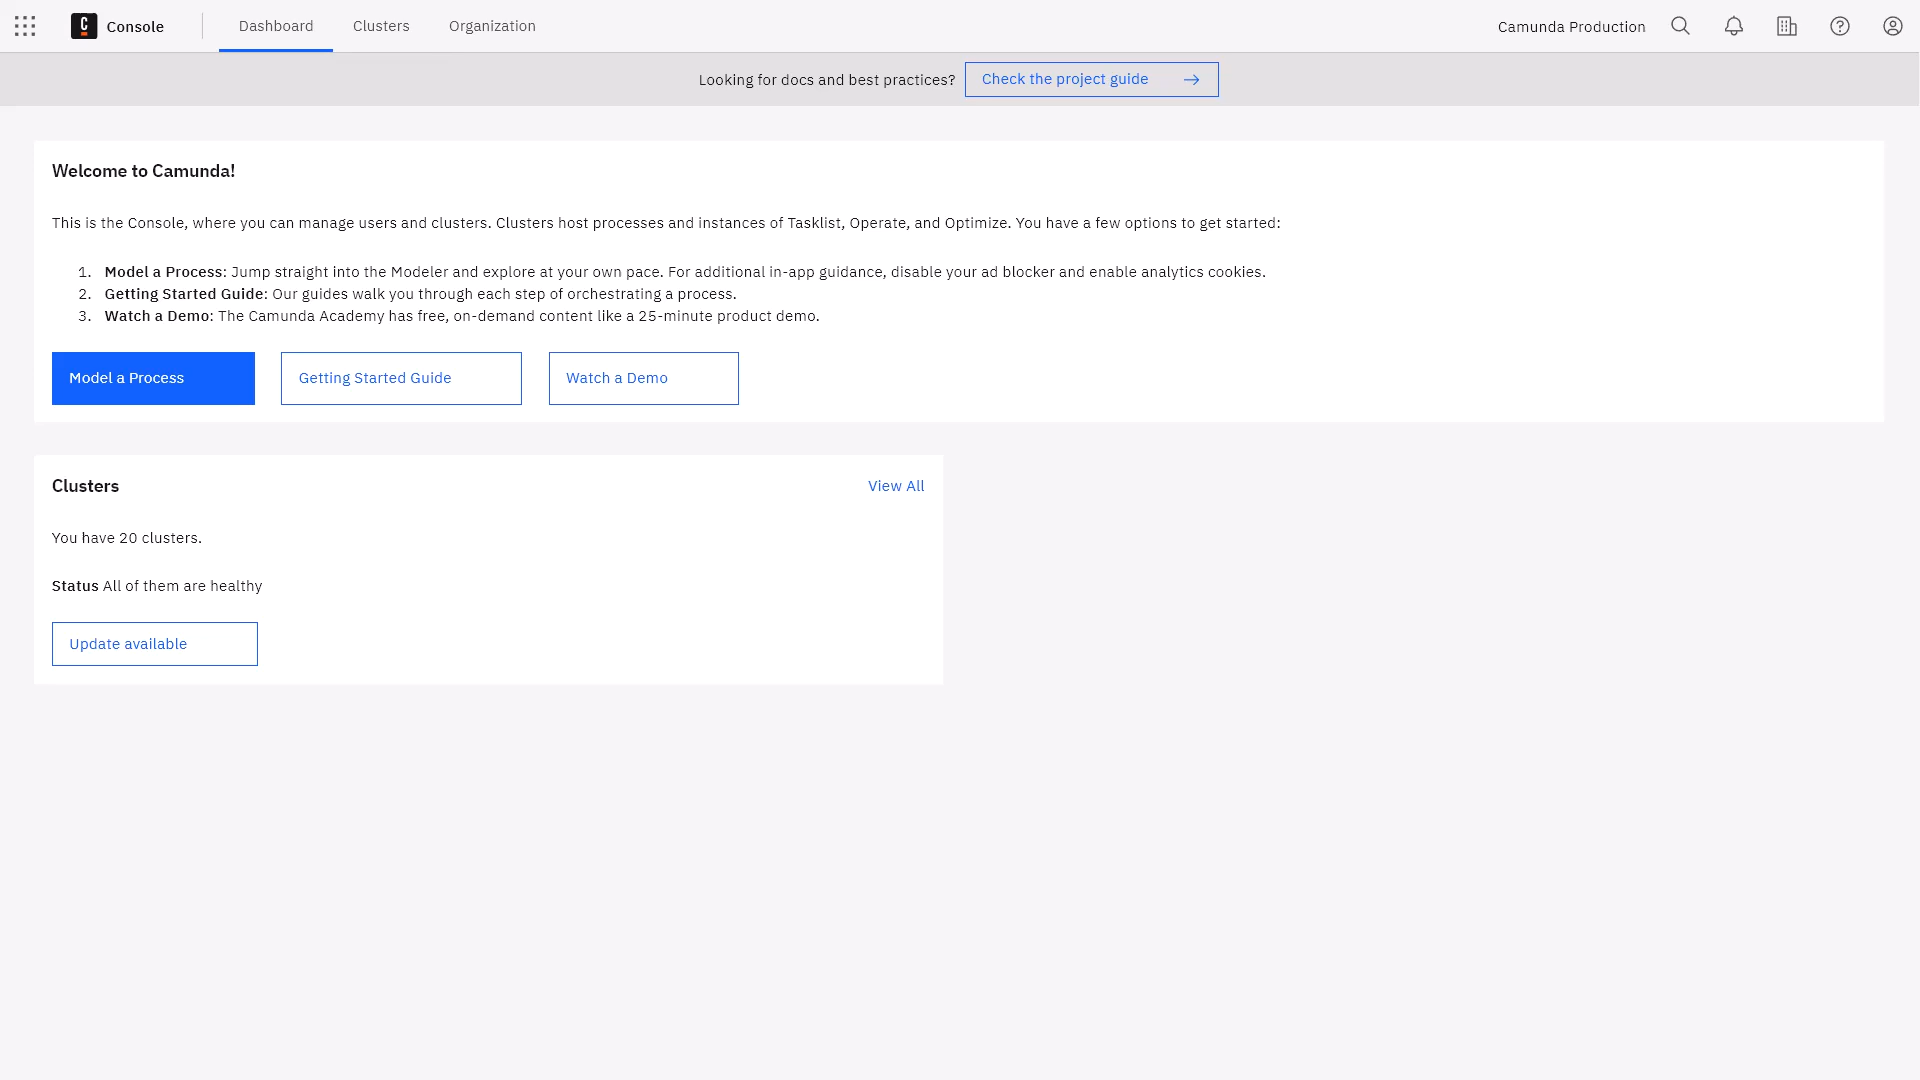 Console
Dashboard
Clusters
Organization
Camunda Production
Looking for docs and best practices?
Check the project guide
Welcome to Camunda!
This is the Console, where you can manage users and clusters. Clusters host processes and instances of Tasklist, Operate, and Optimize. You have a few options to get started:
1. Model a Process: Jump straight into the Modeler and explore at your own pace. For additional in-app guidance, disable your ad blocker and enable analytics cookies.
2. Getting Started Guide: Our guides walk you through each step of orchestrating a process.
3. Watch a Demo: The Camunda Academy has free, on-demand content like a 25-minute product demo.
Model a Process
Getting Started Guide
Watch a Demo
Clusters
View All
You have 20 clusters.
Status All of them are healthy
Update available